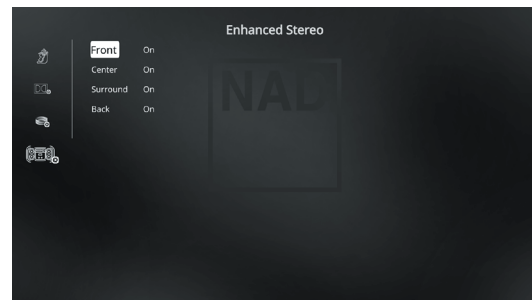 Enhanced Stereo
Front On
Center On
Surround On
Back On
NAD